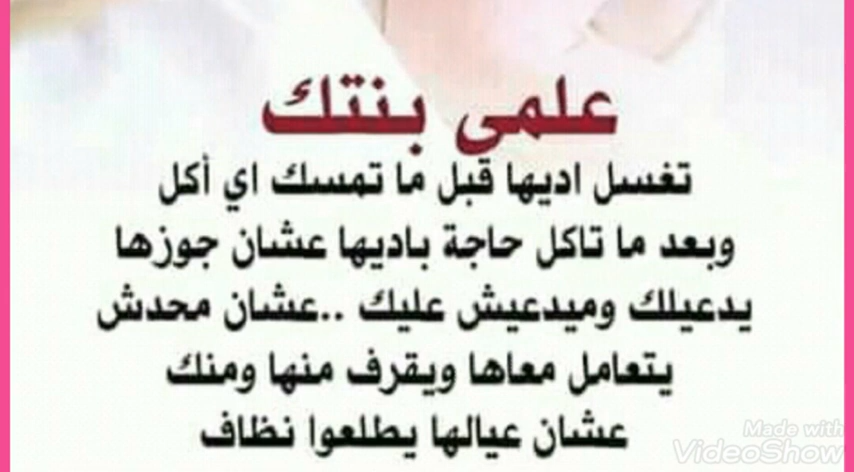 علمى بنتك
تغسل اديها قبل ما تمسك اي أكل
وبعد ما تاكل حاجة باديها عشان جوزها
يدعيلك وميدعيش عليك ..عشان محدش
يتعامل معاها ويقرف منها ومنك
عشان عيالها يطلعوا نظاف
Made with
VideoShow